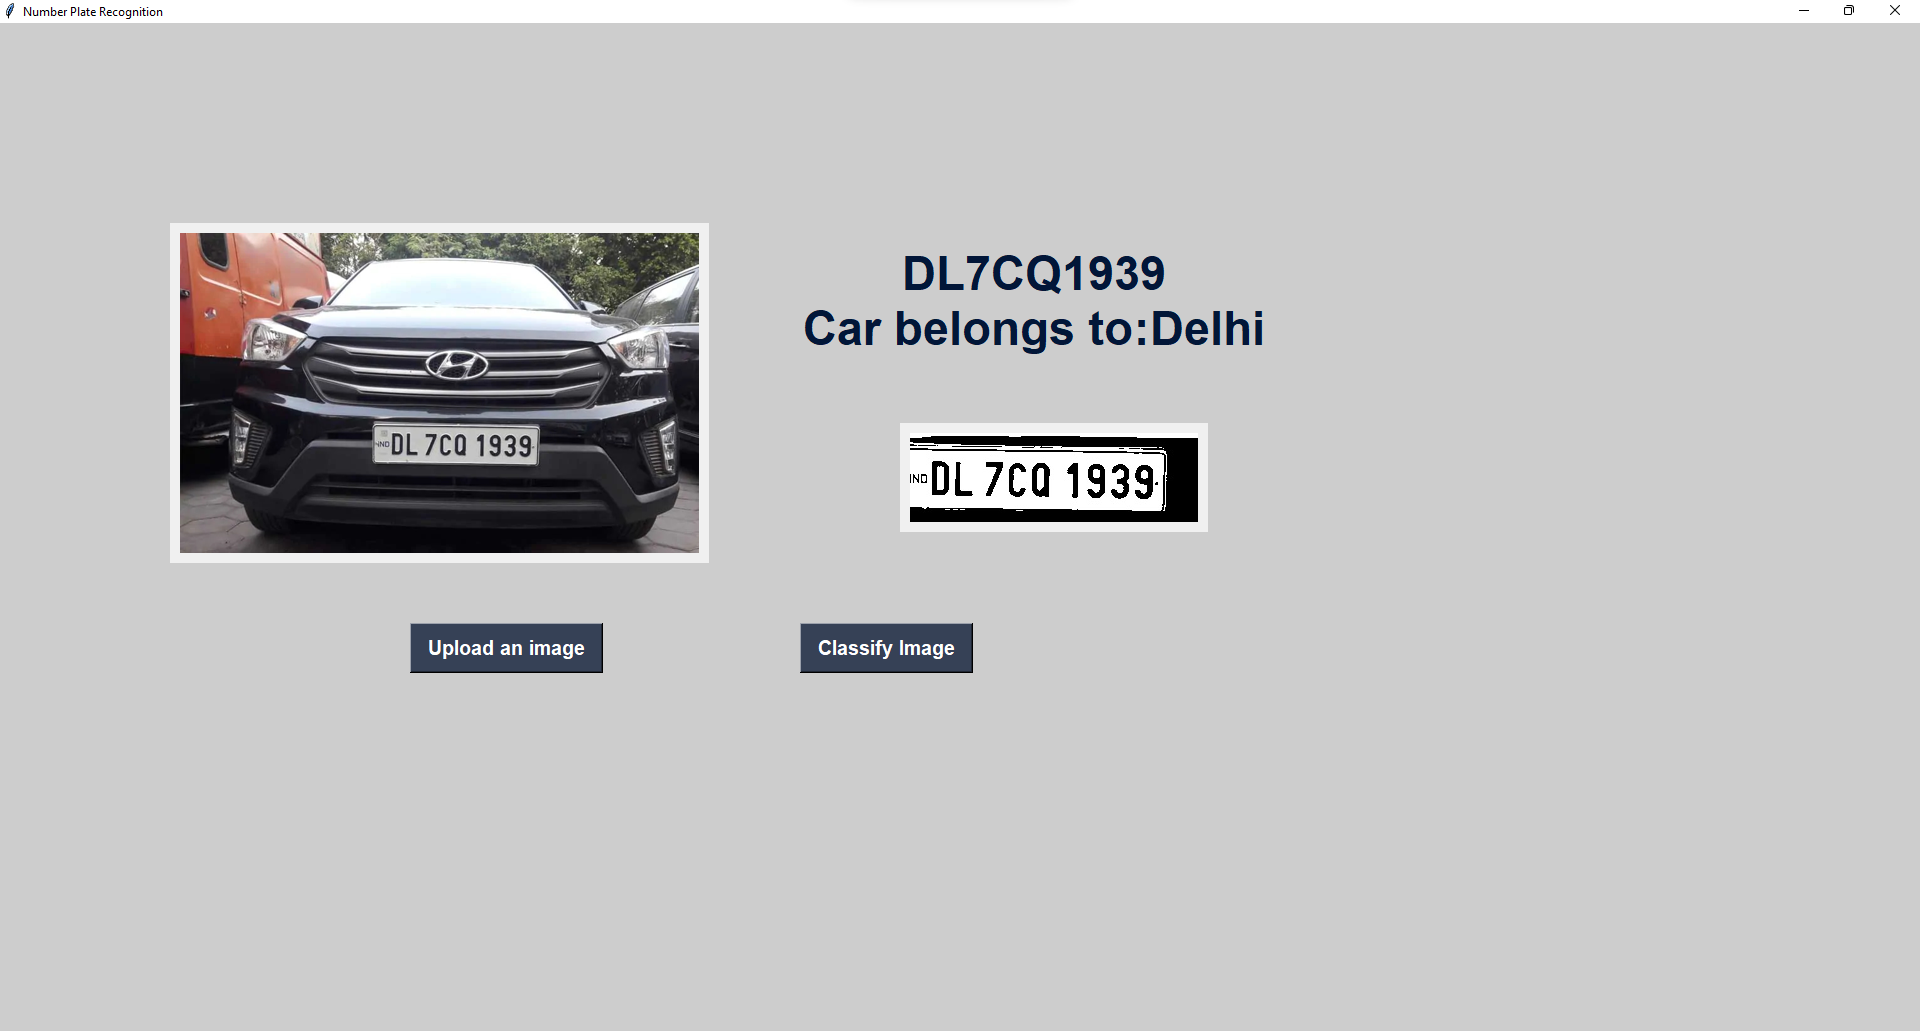 Number Plate Recognition
DL7CQ1939
Car belongs to:Delhi
IND DL 7CQ 1939
IND DL 7CQ 1939
Upload an image
Classify Image